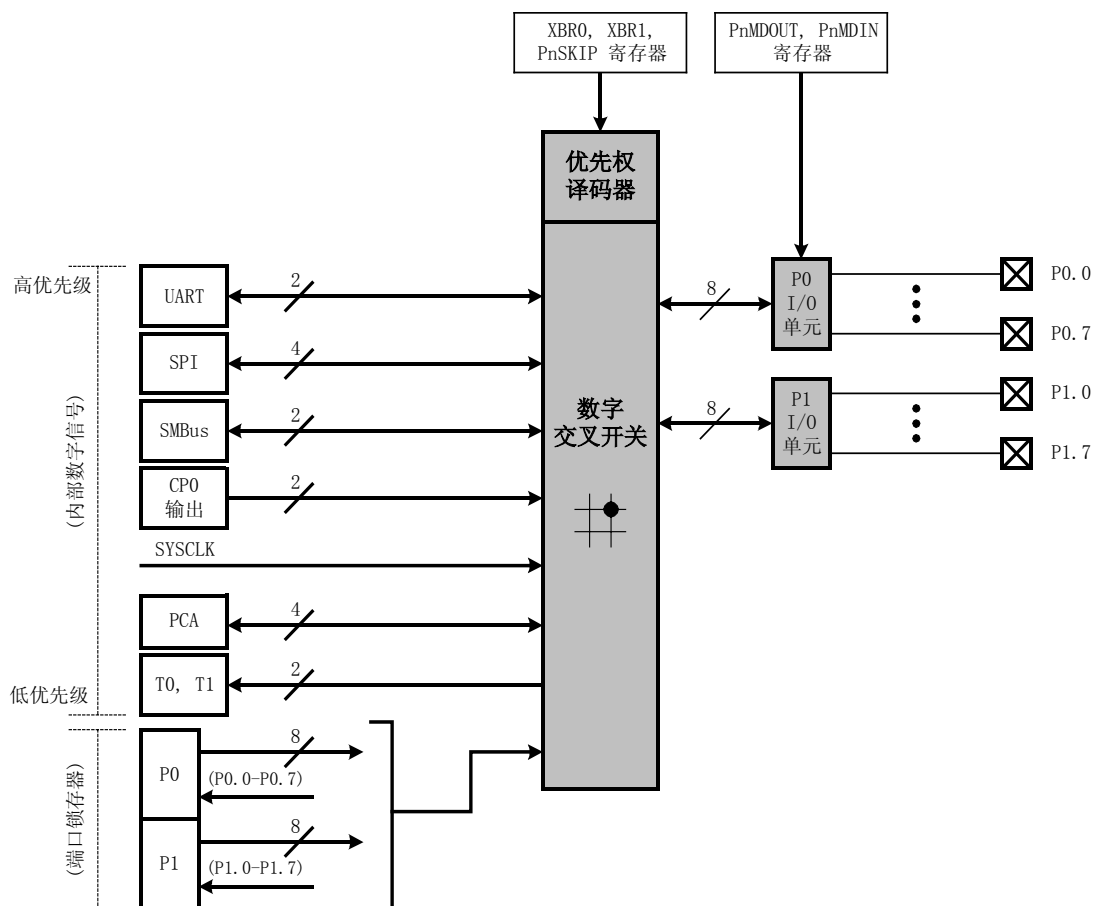 XBR0, XBR1,
PnSKIP 寄存器
PnMDOUT, PnMDIN
寄存器
优先权
译码器
高优先级
(内部数字信号)
低优先级
UART
2
SPI
4
SMBus
2
CP0
输出
2
SYSCLK
PCA
4
T0, T1
2
数字
交叉开关
8
P0
I/O
单元
P0.0
P0.7
8
P1
I/O
单元
P1.0
P1.7
(端口锁存器)
P0
8
(P0.0-P0.7)
P1
8
(P1.0-P1.7)